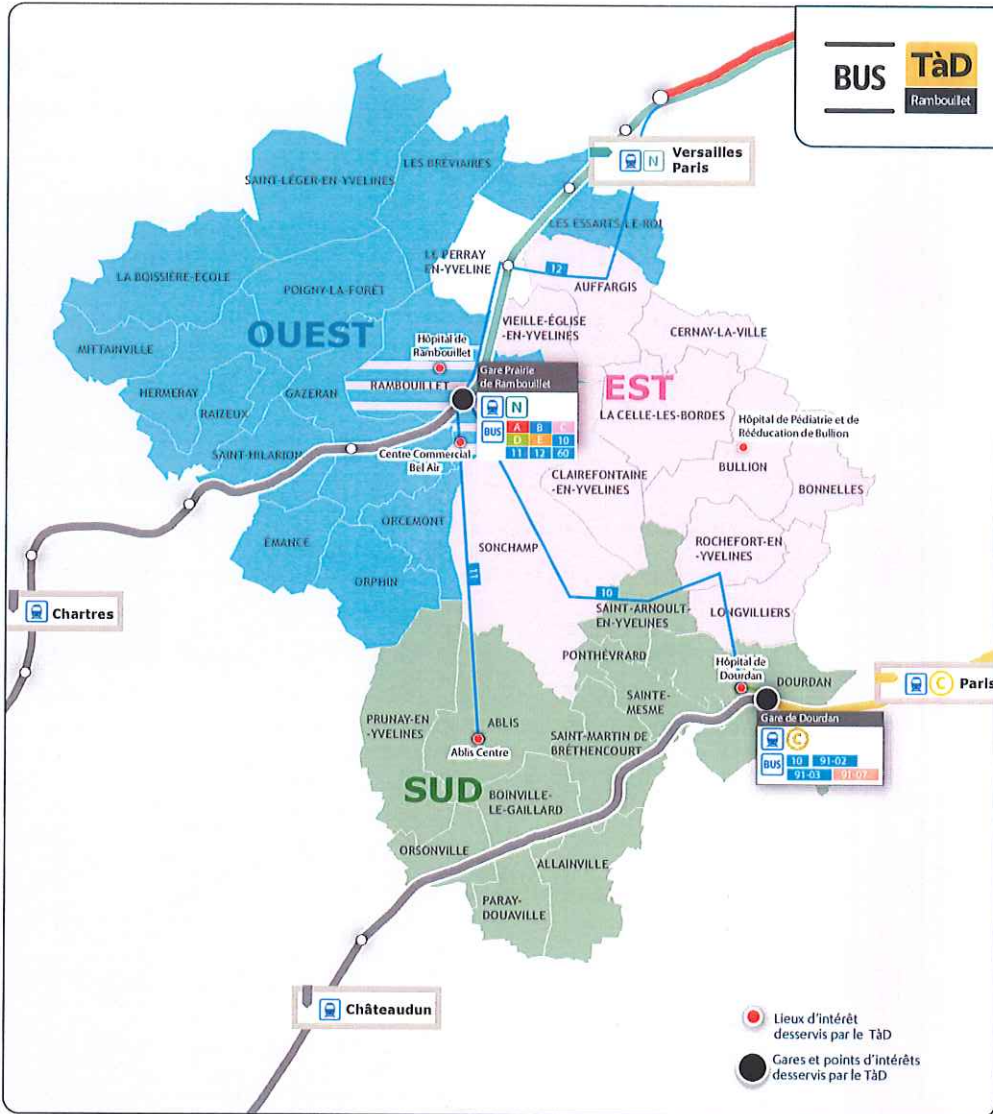 BUS
TàD
Rambouillet
N
Versailles
Paris
LES BRÉVIAIRES
SAINT-LÉGER-EN-YVELINES
LES ESSARTS-LE-ROI
LE PERRAY
EN-YVELINE
12
AUFFARGIS
LA BOISSIÈRE-ÉCOLE
POIGNY-LA-FORÊT
VIEILLE-ÉGLISE
-EN-YVELINES
CERNAY-LA-VILLE
OUEST
MITTAINVILLE
Hôpital de
Rambouillet
RAMBOUILLET
Gare Prairie
de Rambouillet
N
BUS
A B C
D E 10
11 12 60
EST
LA CELLE-LES-BORDES
HERMERAY
RAIZEUX
GAZERAN
Hôpital de Pédiatrie et de
Rééducation de Bullion
BULLION
SAINT-HILARION
Centre Commercial
Bel Air
CLAIREFONTAINE
-EN-YVELINES
BONNELLES
ORCEMONT
ÉMANCE
SONCHAMP
ROCHEFORT-EN
-YVELINES
ORPHIN
11
10
SAINT-ARNOULT-
EN-YVELINES
LONGVILLIERS
Chartres
PONTHÉVRARD
Hôpital de
Dourdan
DOURDAN
C
Paris
SAINTE-
MESME
PRUNAY-EN
-YVELINES
ABLIS
Ablis Centre
SAINT-MARTIN DE
BRÉTHENCOURT
Gare de Dourdan
C
BUS
10 91-02
91-03 91-07
SUD
BOINVILLE-
LE-GAILLARD
ORSONVILLE
ALLAINVILLE
PARAY-
DOUAVILLE
Châteaudun
Lieux d'intérêt
desservis par le TàD
Gares et points d'intérêts
desservis par le TàD